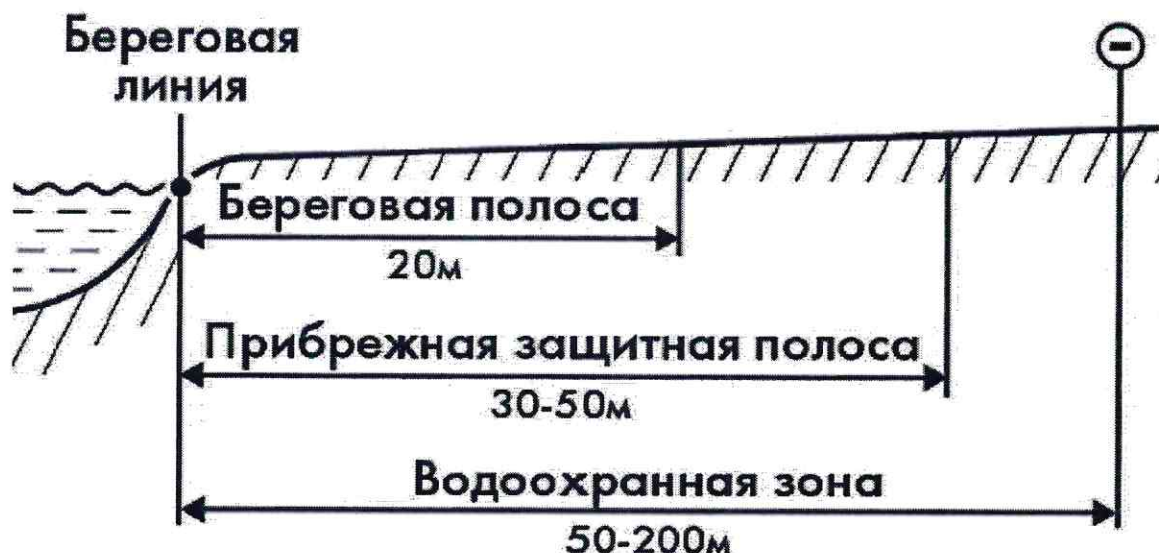 Береговая
линия
Береговая полоса
20м
Прибрежная защитная полоса
30-50м
Водоохранная зона
50-200м